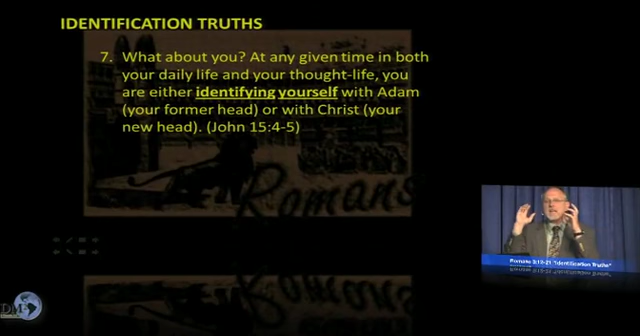 IDENTIFICATION TRUTHS
7. What about you? At any given time in both
your daily life and your thought-life, you
are either identifying yourself with Adam
(your former head) or with Christ (your
new head). (John 15:4-5)
Romans
Romans 5:12-21 "Identification Truths"
DM